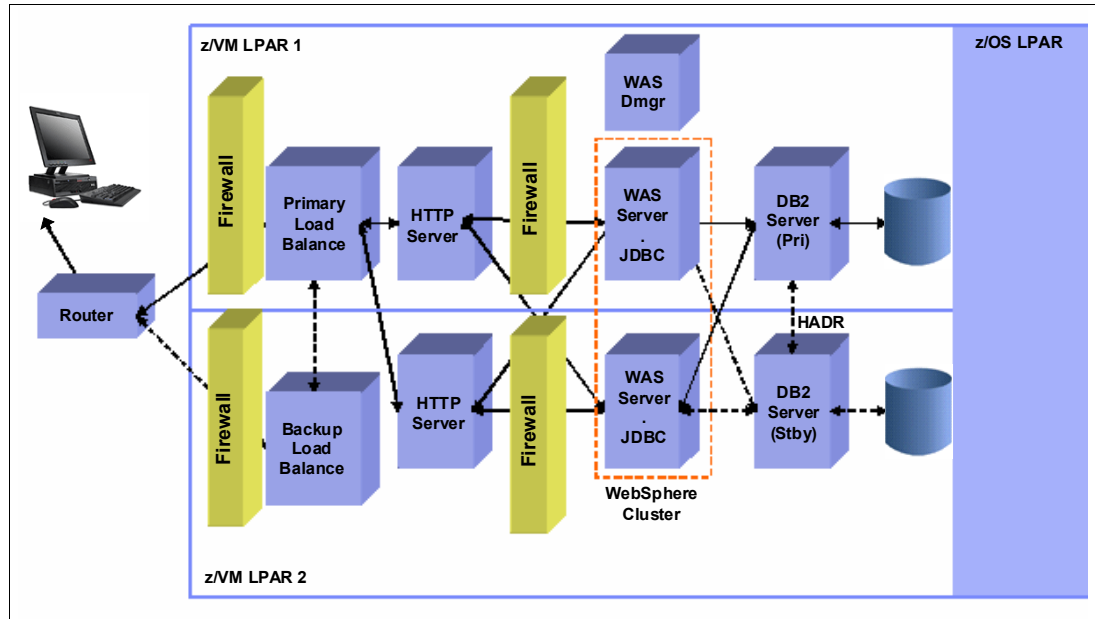 z/VM LPAR 1
z/OS LPAR
WAS
Dmgr
Firewall
Primary
Load
Balance
HTTP
Server
Firewall
WAS
Server
.
JDBC
DB2
Server
(Pri)
Router
HADR
Firewall
Backup
Load
Balance
HTTP
Server
Firewall
WAS
Server
.
JDBC
DB2
Server
(Stby)
WebSphere
Cluster
z/VM LPAR 2